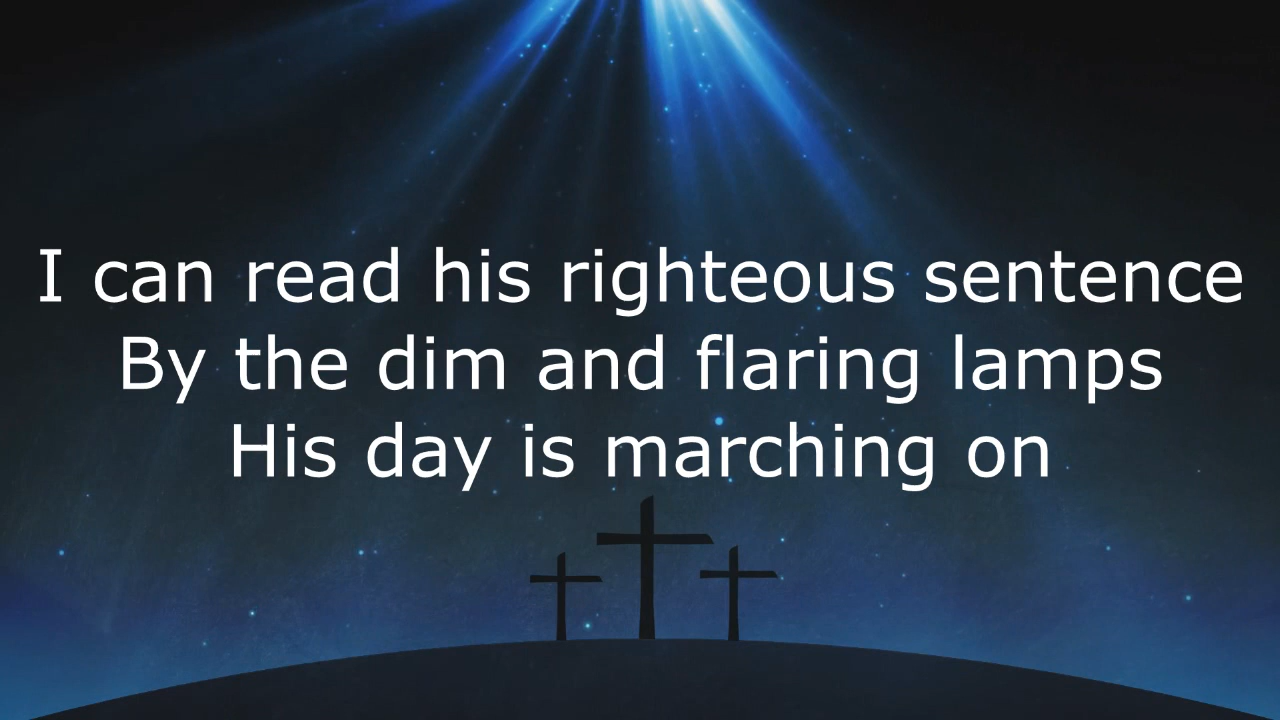 I can read his righteous sentence
By the dim and flaring lamps
His day is marching on